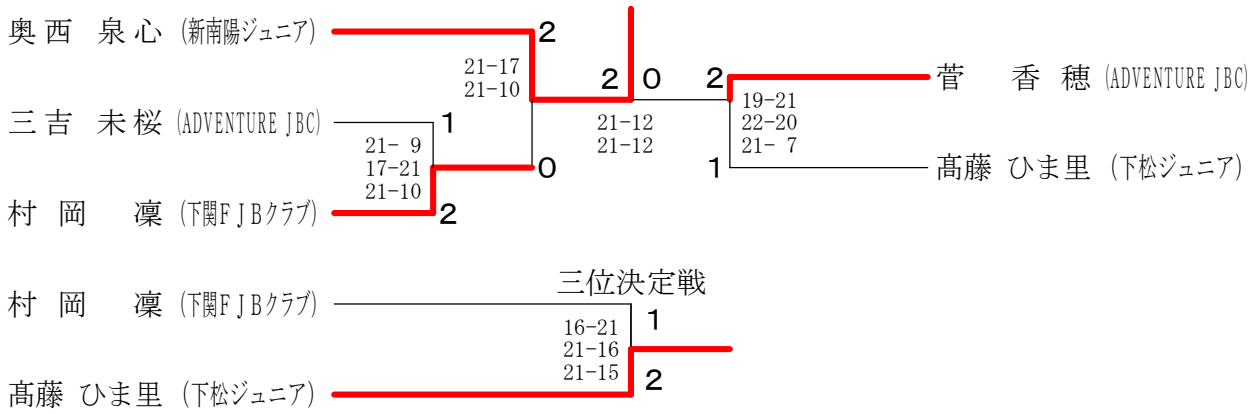 奥西 泉心 (新南陽ジュニア)
2
21-17
21-10
三吉 未桜 (ADVENTURE JBC)
1
21- 9
17-21
21-10
0
村岡 凜 (下関FJBクラブ)
2
2 0
21-12
21-12
2
菅 香穂 (ADVENTURE JBC)
19-21
22-20
21- 7
1
髙藤 ひま里 (下松ジュニア)
三位決定戦
村岡 凜 (下関FJBクラブ)
1
16-21
21-16
21-15
2
髙藤 ひま里 (下松ジュニア)